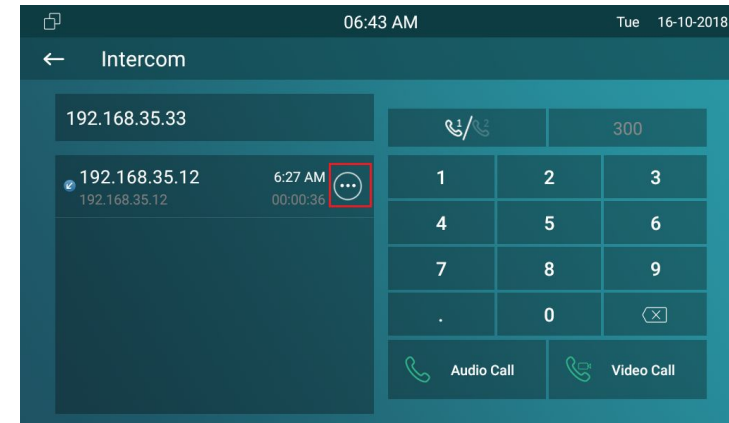 06:43 AM Tue 16-10-2018
Intercom
192.168.35.33
1/2 300
192.168.35.12 6:27 AM
192.168.35.12 00:00:36
1 2 3
4 5 6
7 8 9
. 0
Audio Call Video Call